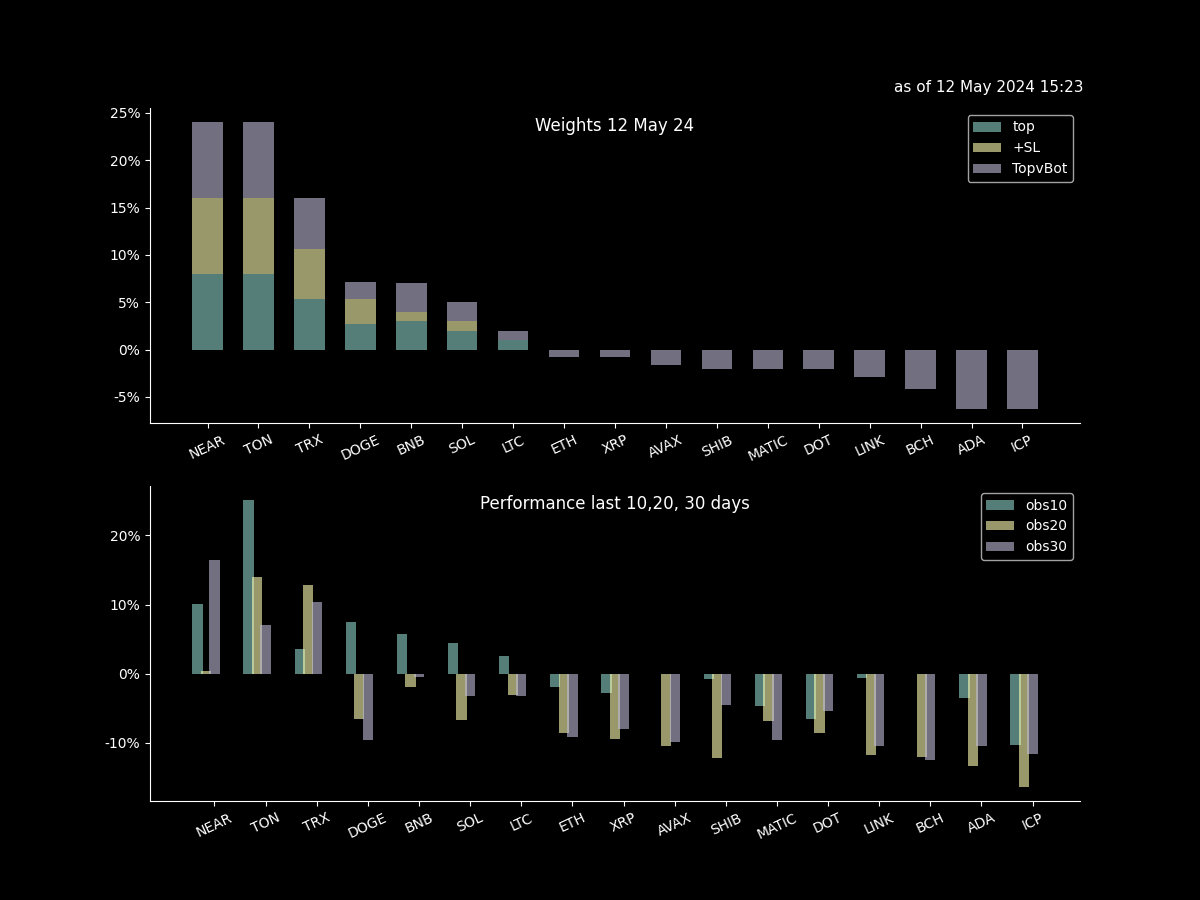 as of 12 May 2024 15:23
Weights 12 May 24
top
+SL
TopvBot
25%
20%
15%
10%
5%
0%
-5%
NEAR TON TRX DOGE BNB SOL LTC ETH XRP AVAX SHIB MATIC DOT LINK BCH ADA ICP
Performance last 10,20, 30 days
obs10
obs20
obs30
20%
10%
0%
-10%
NEAR TON TRX DOGE BNB SOL LTC ETH XRP AVAX SHIB MATIC DOT LINK BCH ADA ICP